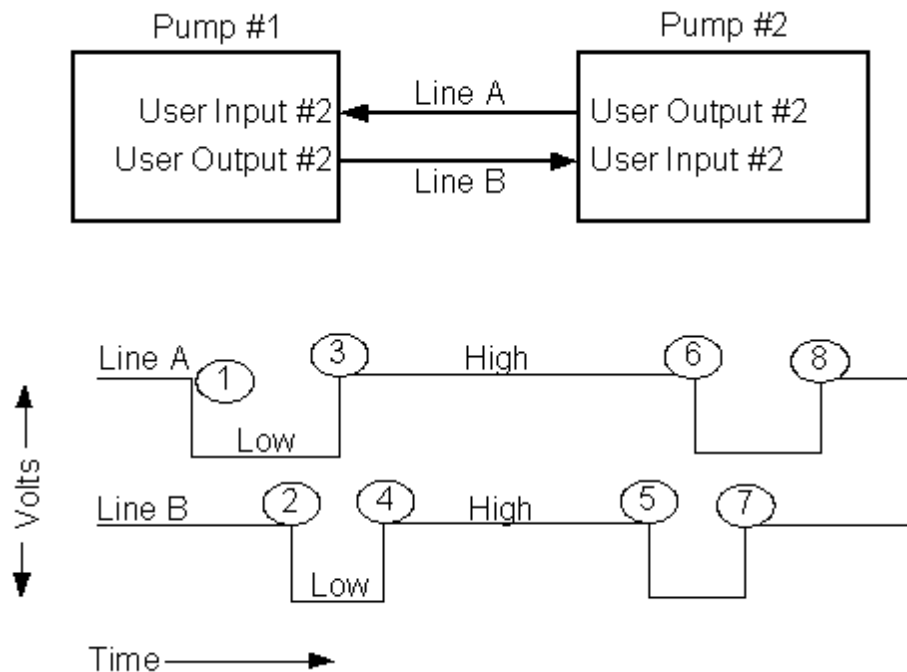 Pump #1
Pump #2
User Input #2
Line A
User Output #2
User Output #2
Line B
User Input #2
Line A
1
3
High
6
8
Low
Volts
Line B
2
4
High
5
7
Low
Time